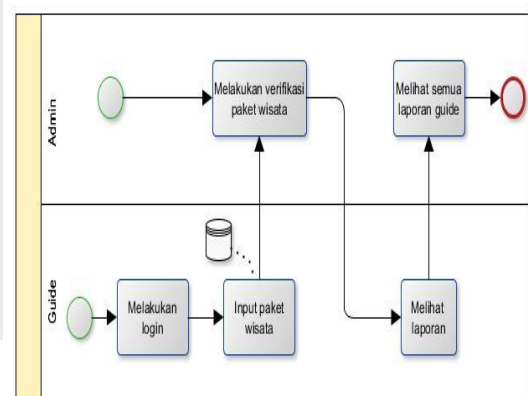 Admin
Melakukan verifikasi
paket wisata
Melihat semua
laporan guide
Guide
Melakukan
login
Input paket
wisata
Melihat
laporan